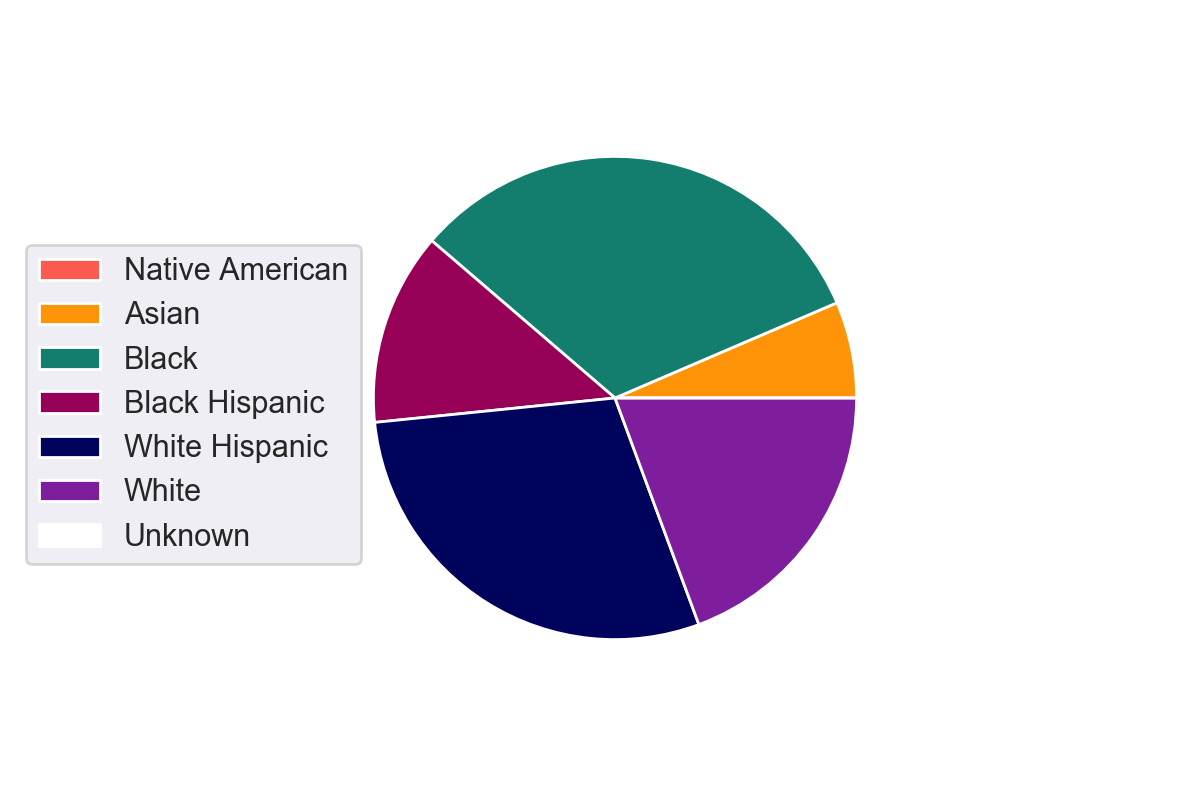 Native American
Asian
Black
Black Hispanic
White Hispanic
White
Unknown